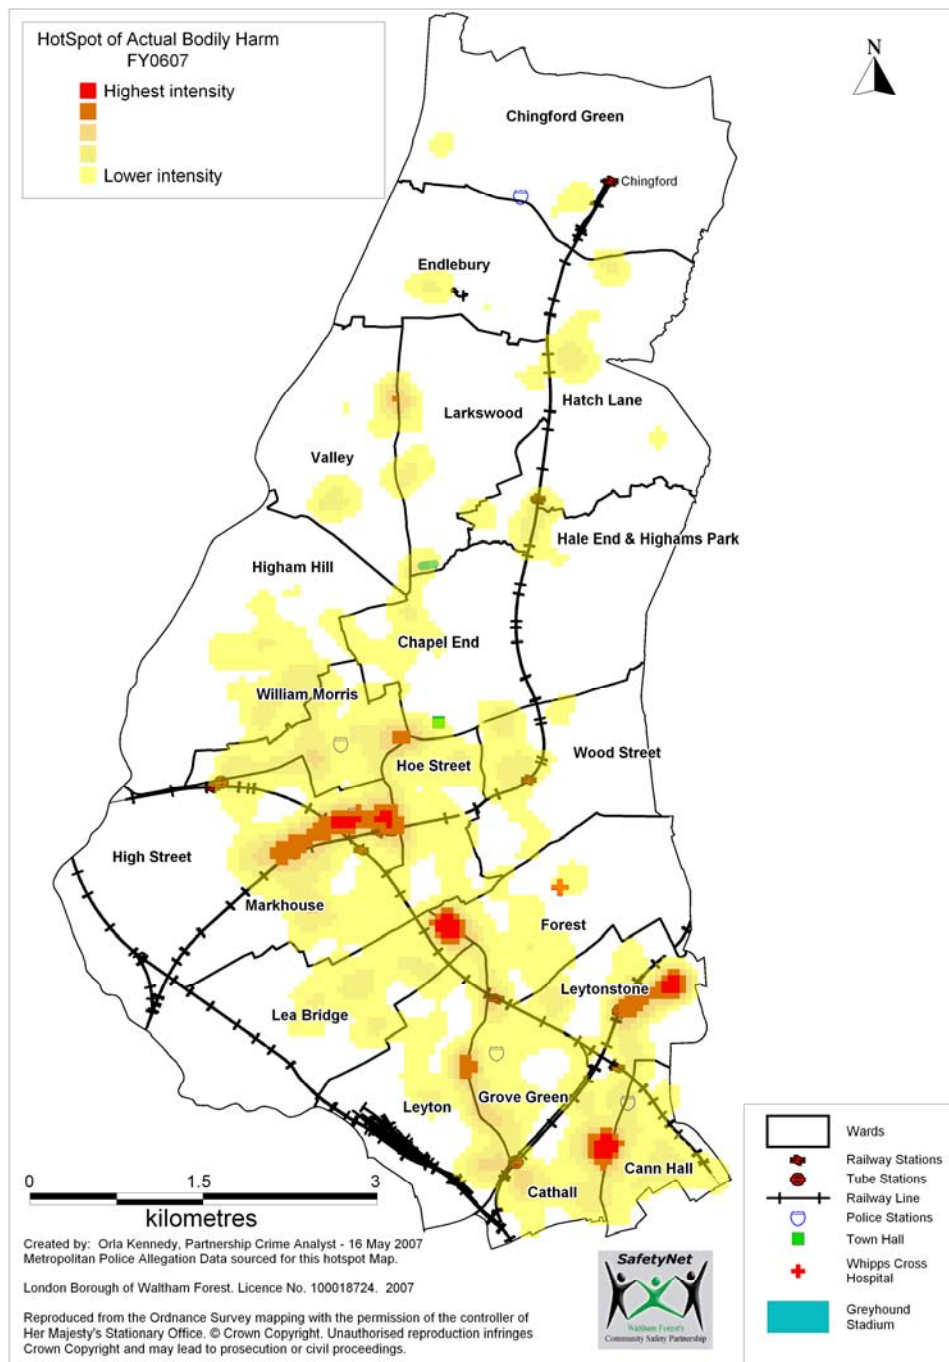 HotSpot of Actual Bodily Harm
FY0607
Highest intensity
Lower intensity
N
Chingford Green
Chingford
Endlebury
Hatch Lane
Larkswood
Valley
Hale End & Highams Park
Higham Hill
Chapel End
William Morris
Wood Street
Hoe Street
High Street
Markhouse
Forest
Leytonstone
Lea Bridge
Grove Green
Leyton
Cann Hall
Cathall
0 1.5 3
kilometres
Wards
Railway Stations
Tube Stations
Railway Line
Police Stations
Town Hall
Whipps Cross
Hospital
Greyhound
Stadium
Created by: Orla Kennedy, Partnership Crime Analyst - 16 May 2007
Metropolitan Police Allegation Data sourced for this hotspot Map.
London Borough of Waltham Forest. Licence No. 100018724. 2007
Reproduced from the Ordnance Survey mapping with the permission of the controller of
Her Majesty's Stationary Office. © Crown Copyright. Unauthorised reproduction infringes
Crown Copyright and may lead to prosecution or civil proceedings.
SafetyNet
Waltham Forest's
Community Safety Partnership